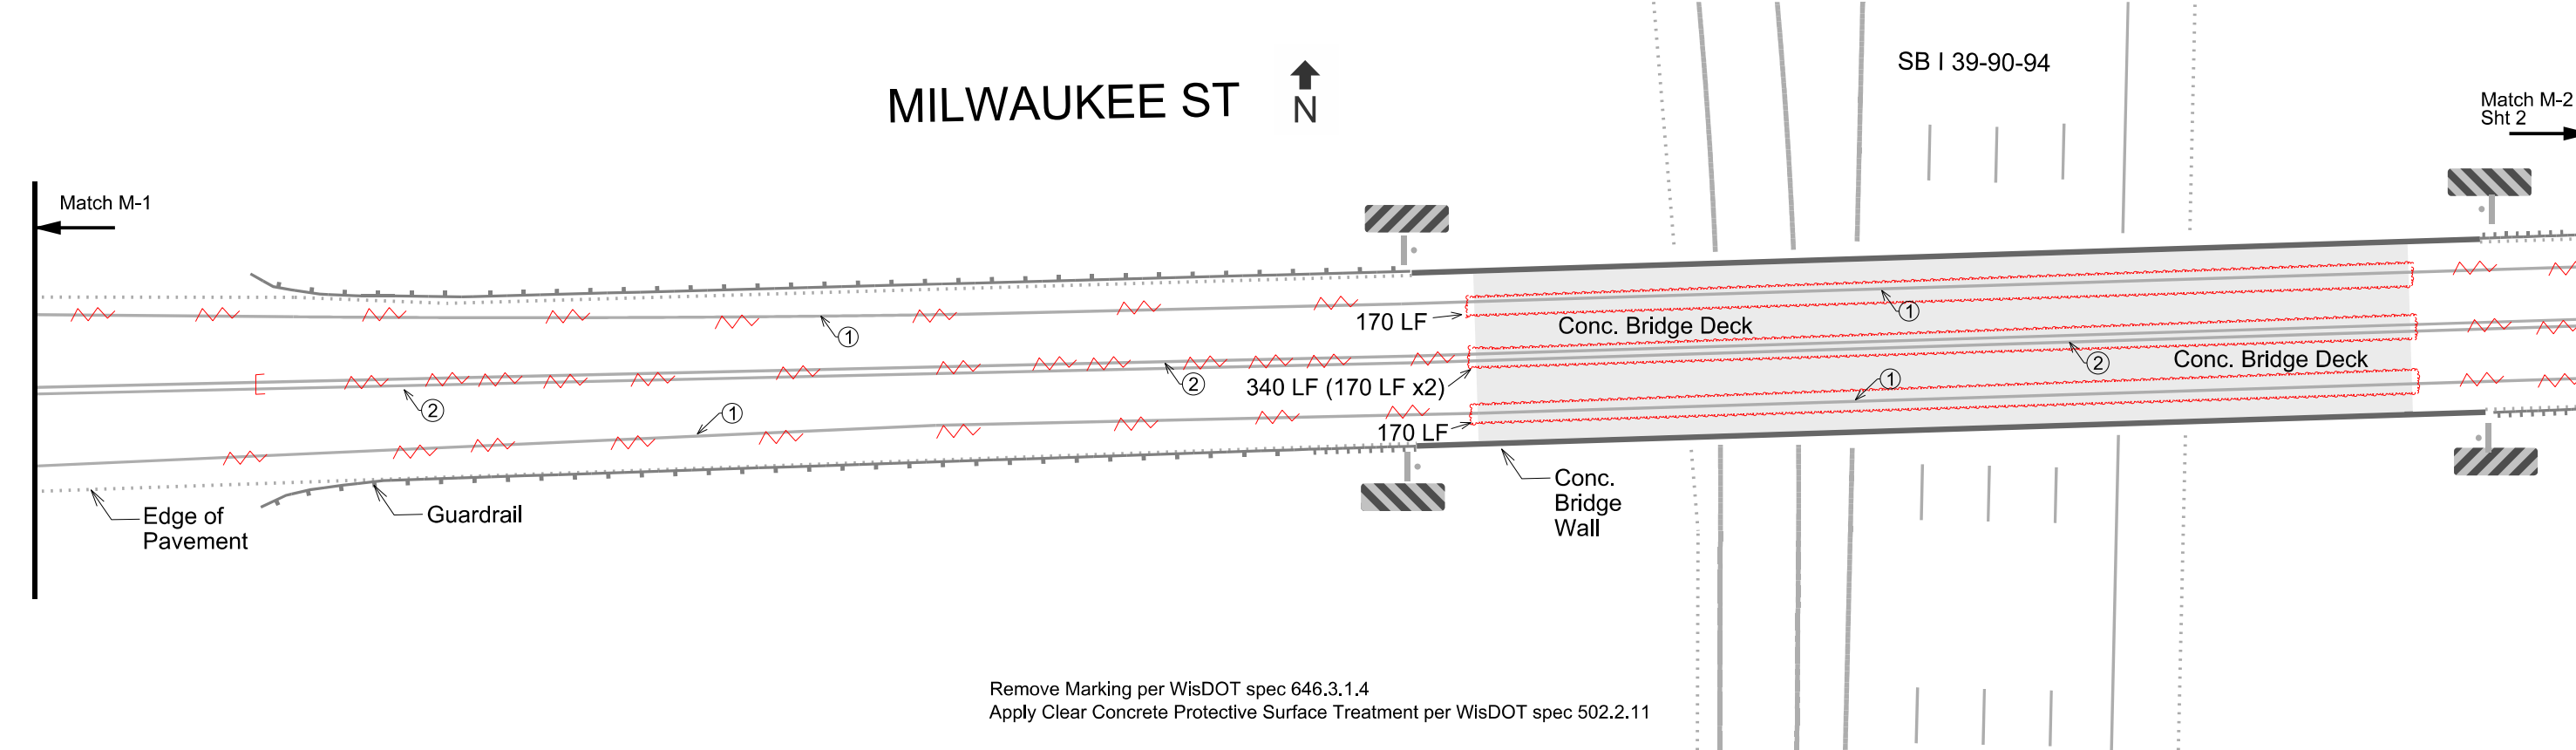 SB I 39-90-94
MILWAUKEE ST
N
Match M-2
Sht 2
Match M-1
1
170 LF
Conc. Bridge Deck
1
2
340 LF (170 LF x2)
2
Conc. Bridge Deck
2
1
1
170 LF
Edge of
Pavement
Guardrail
Conc.
Bridge
Wall
Remove Marking per WisDOT spec 646.3.1.4
Apply Clear Concrete Protective Surface Treatment per WisDOT spec 502.2.11